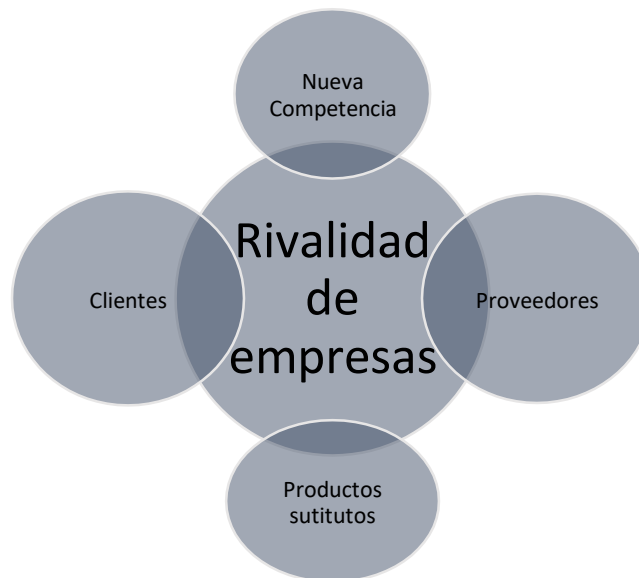 Nueva
Competencia
Rivalidad
de
empresas
Clientes
Proveedores
Productos
sutitutos